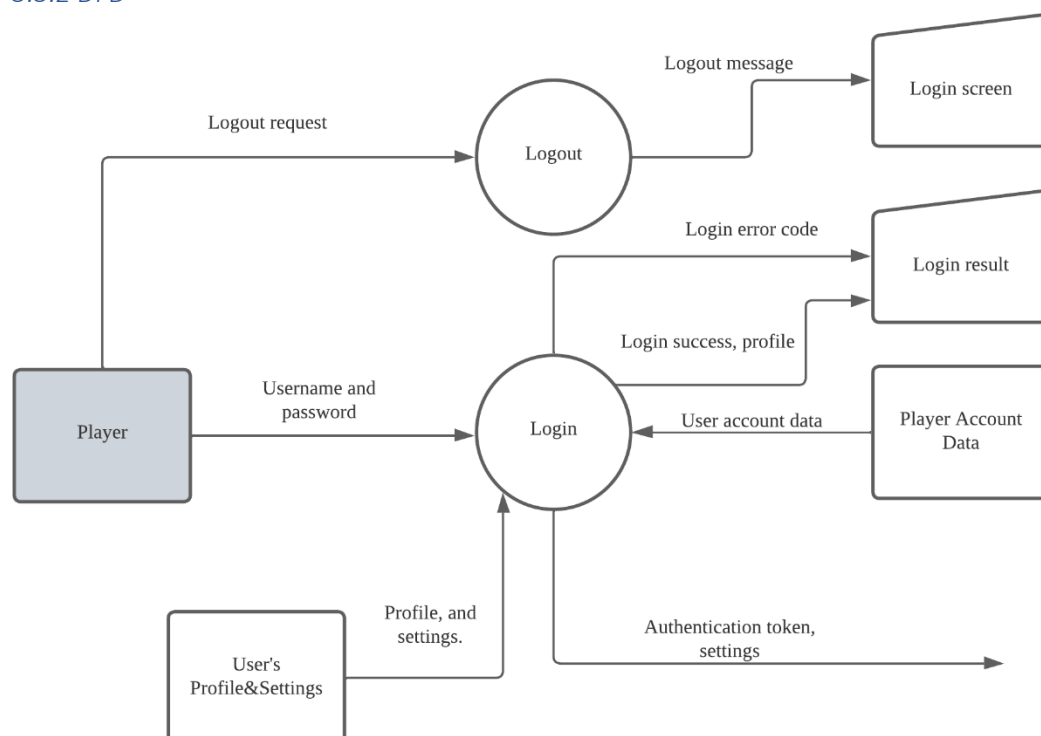 Logout message
Login screen
Logout request
Logout
Login error code
Login result
Login success, profile
Username and
password
Player
Login
User account data
Player Account
Data
Profile, and
settings.
Authentication token,
settings
User's
Profile&Settings